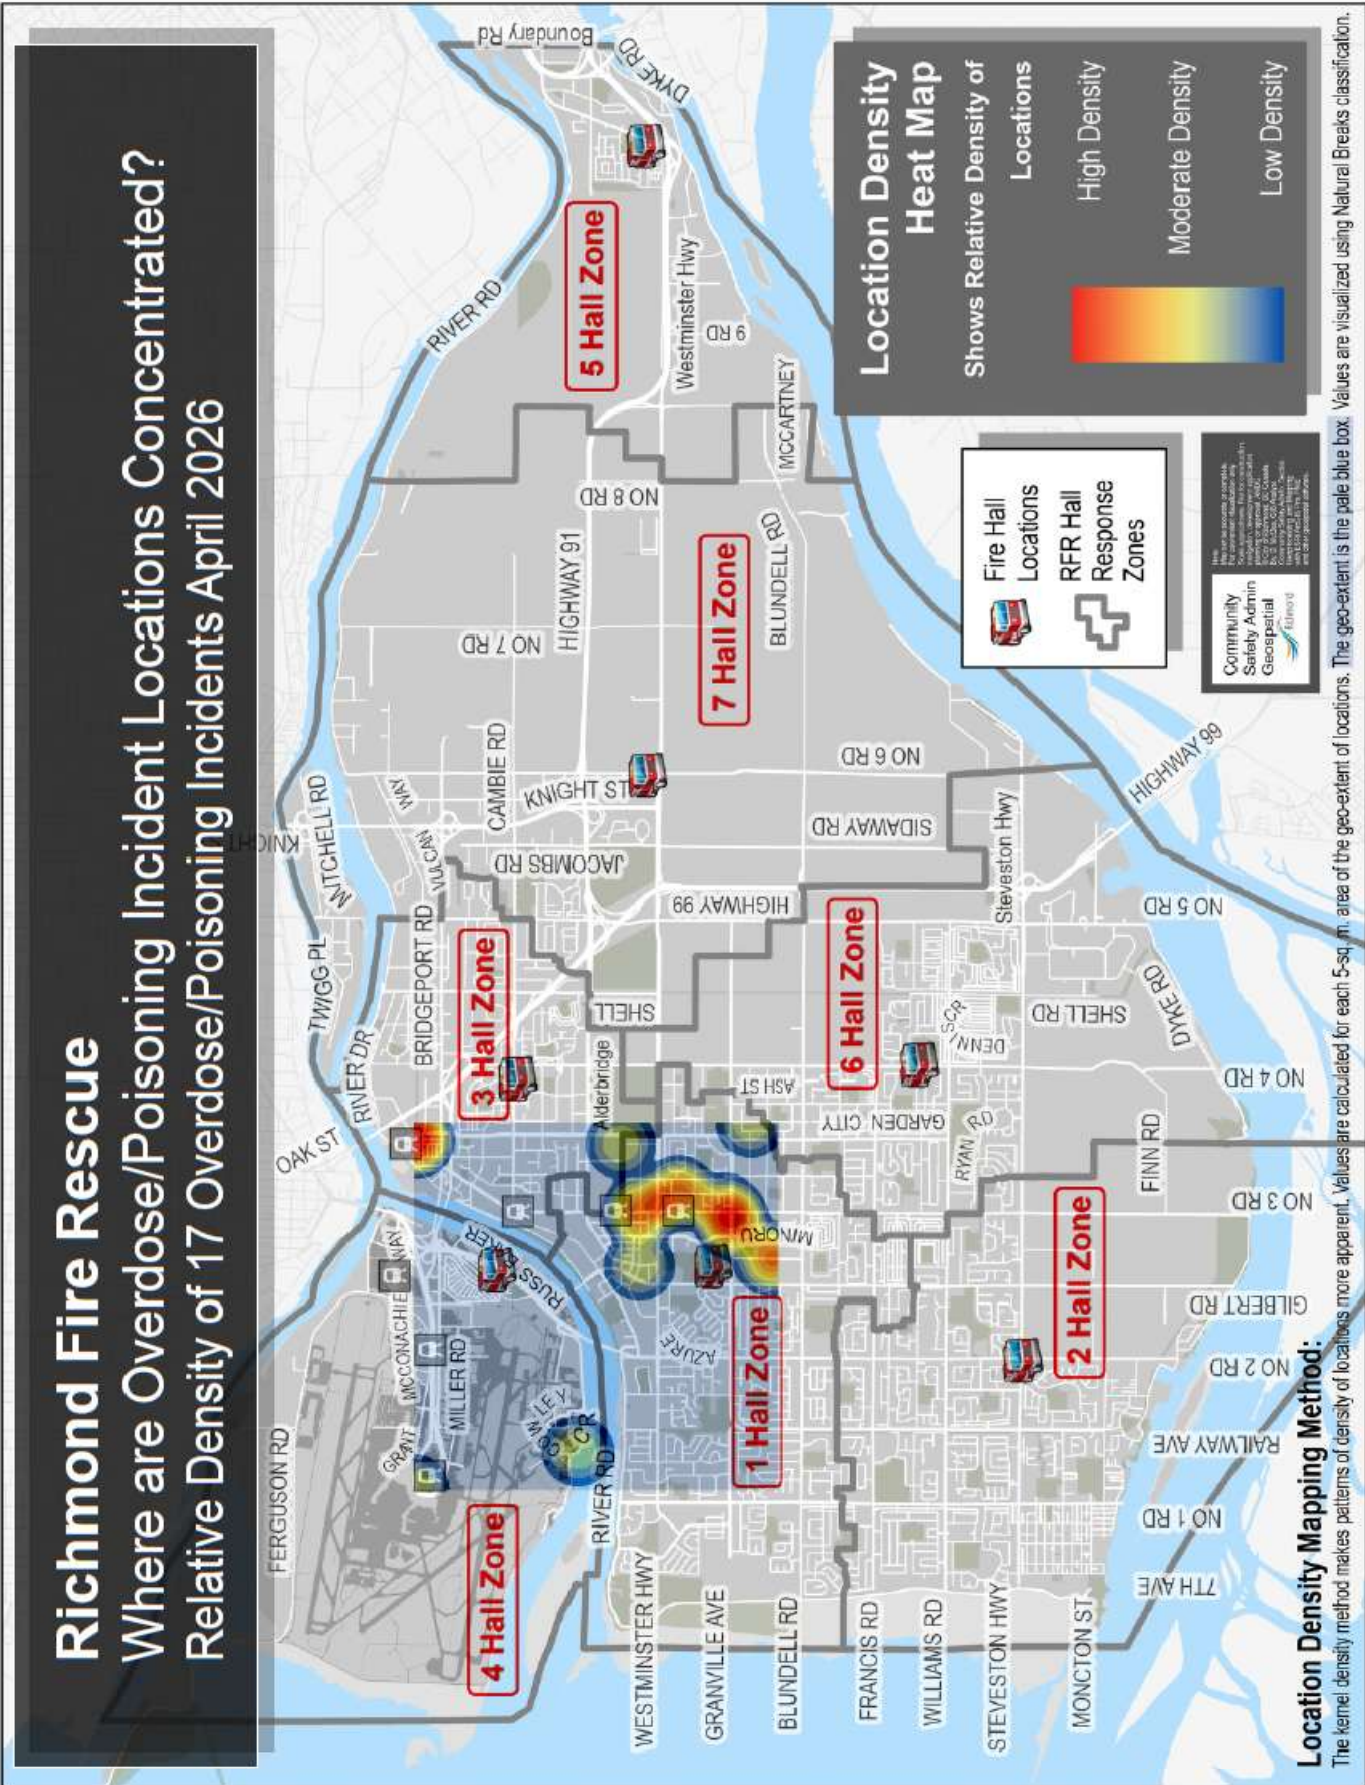 Richmond Fire Rescue
Where are Overdose/Poisoning Incident Locations Concentrated?
Relative Density of 17 Overdose/Poisoning Incidents April 2026
FERGUSON RD
GRANT
MCCONACHIE WAY
MILLER RD
COWLEY
CR
RUSS BAKER
4 Hall Zone
OAK ST
RIVER DR
TWIGG PL
MITCHELL RD
KNIGHT
BRIDGEPORT RD
VULCAN
WAY
CAMBIE RD
KNIGHT ST
JACOMBS RD
3 Hall Zone
Alderbridge
SHELL
RIVER RD
Boundary Rd
DYKE RD
5 Hall Zone
Westminster Hwy
9 RD
MCCARTNEY
NO 8 RD
NO 7 RD
HIGHWAY 91
7 Hall Zone
BLUNDELL RD
NO 6 RD
SIDAWAY RD
HIGHWAY 99
6 Hall Zone
Steveston Hwy
HIGHWAY 99
NO 5 RD
ASH ST
GARDEN CITY
DENNIS CR
SHELL RD
DYKE RD
NO 4 RD
RYAN RD
FINN RD
MINORU
AZURE
1 Hall Zone
RIVER RD
2 Hall Zone
NO 3 RD
GILBERT RD
NO 2 RD
RAILWAY AVE
NO 1 RD
7TH AVE
WESTMINSTER HWY
GRANVILLE AVE
BLUNDELL RD
FRANCIS RD
WILLIAMS RD
STEVESTON HWY
MONCTON ST
Fire Hall
Locations
RFR Hall
Response
Zones
Community
Safety Admin
Geospatial
Richmond
Location Density
Heat Map
Shows Relative Density of
Locations
High Density
Moderate Density
Low Density
Location Density Mapping Method:
The kernel density method makes patterns of density of locations more apparent. Values are calculated for each 5-sq. m. area of the geo-extent of locations. The geo-extent is the pale blue box. Values are visualized using Natural Breaks classification.